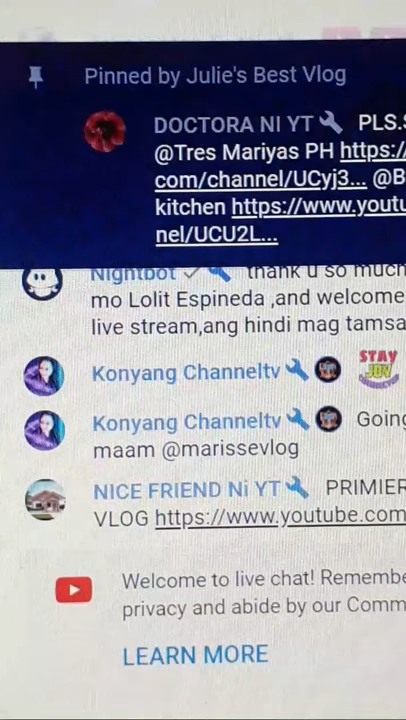 Pinned by Julie's Best Vlog
DOCTORA NI YT PLS.S
@Tres Mariyas PH https:/
com/channel/UCyj3... @B
kitchen https://www.youtu
nel/UCU2L...
Nightbot thank u so much
mo Lolit Espineda ,and welcome
live stream,ang hindi mag tamsa
Konyang Channeltv STAY JOY
Konyang Channeltv Going
maam @marissevlog
NICE FRIEND Ni YT PRIMIER
VLOG https://www.youtube.com
Welcome to live chat! Remembe
privacy and abide by our Comm
LEARN MORE